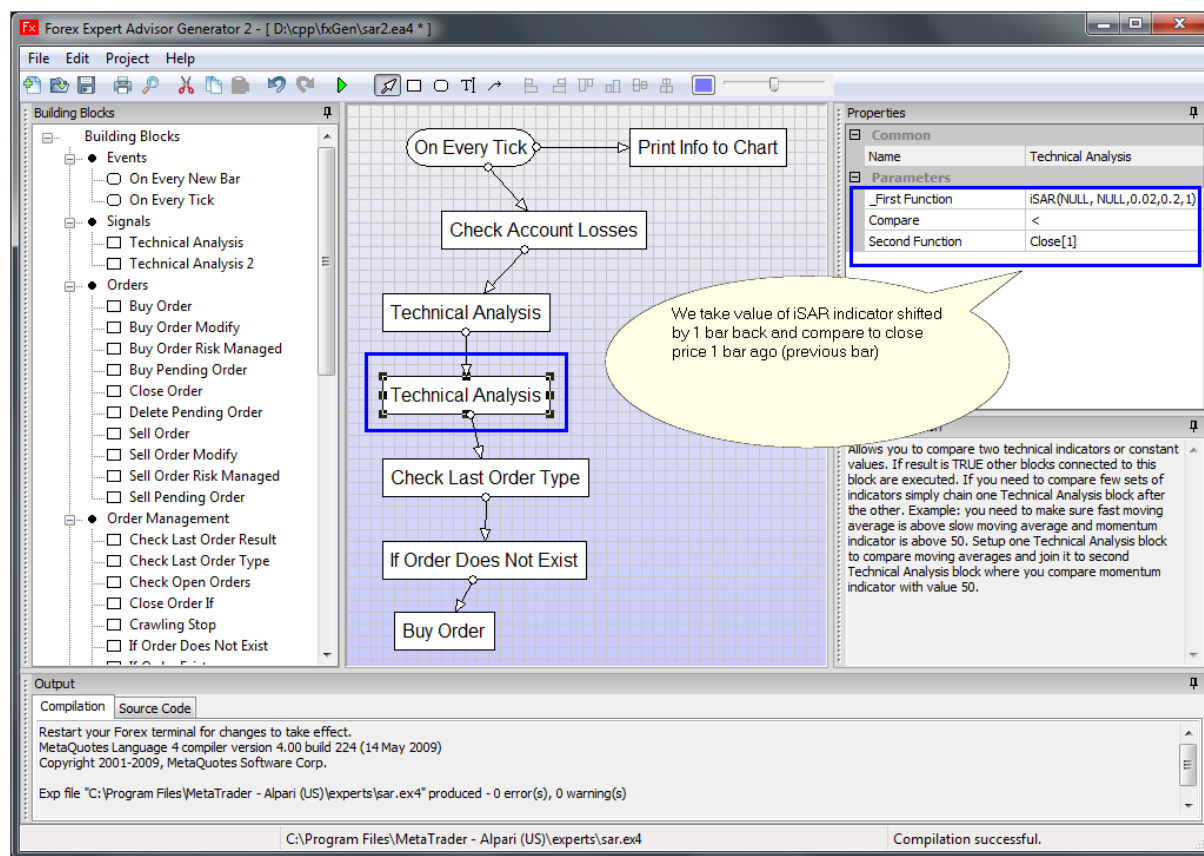 Forex Expert Advisor Generator 2 - [ D:\cpp\fxGen\sar2.ea4 * ]
File Edit Project Help
Building Blocks
Building Blocks
Events
On Every New Bar
On Every Tick
Signals
Technical Analysis
Technical Analysis 2
Orders
Buy Order
Buy Order Modify
Buy Order Risk Managed
Buy Pending Order
Close Order
Delete Pending Order
Sell Order
Sell Order Modify
Sell Order Risk Managed
Sell Pending Order
Order Management
Check Last Order Result
Check Last Order Type
Check Open Orders
Close Order If
Crawling Stop
If Order Does Not Exist
On Every Tick
Print Info to Chart
Check Account Losses
Technical Analysis
Technical Analysis
Check Last Order Type
If Order Does Not Exist
Buy Order
Properties
Common
Name Technical Analysis
Parameters
_First Function iSAR(NULL, NULL,0.02,0.2,1)
Compare <
Second Function Close[1]
We take value of iSAR indicator shifted
by 1 bar back and compare to close
price 1 bar ago (previous bar)
Allows you to compare two technical indicators or constant
values. If result is TRUE other blocks connected to this
block are executed. If you need to compare few sets of
indicators simply chain one Technical Analysis block after
the other. Example: you need to make sure fast moving
average is above slow moving average and momentum
indicator is above 50. Setup one Technical Analysis block
to compare moving averages and join it to second
Technical Analysis block where you compare momentum
indicator with value 50.
Output
Compilation Source Code
Restart your Forex terminal for changes to take effect.
MetaQuotes Language 4 compiler version 4.00 build 224 (14 May 2009)
Copyright 2001-2009, MetaQuotes Software Corp.
Exp file "C:\Program Files\MetaTrader - Alpari (US)\experts\sar.ex4" produced - 0 error(s), 0 warning(s)
C:\Program Files\MetaTrader - Alpari (US)\experts\sar.ex4
Compilation successful.